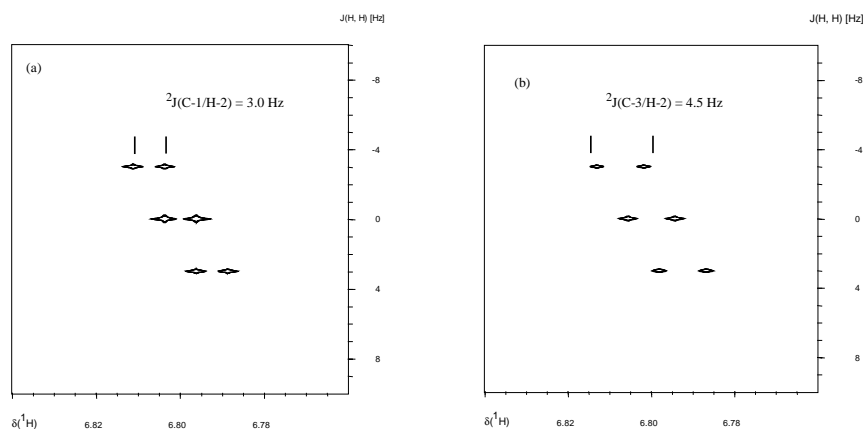 J(H, H) [Hz]
(a)
²J(C-1/H-2) = 3.0 Hz
-8
-4
0
4
8
δ(¹H)
6.82
6.80
6.78
J(H, H) [Hz]
(b)
²J(C-3/H-2) = 4.5 Hz
-8
-4
0
4
8
δ(¹H)
6.82
6.80
6.78